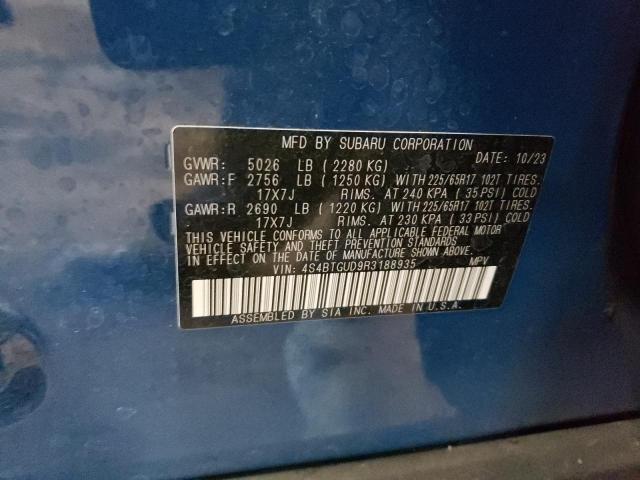 MFD BY SUBARU CORPORATION
GVWR: 5026 LB ( 2280 KG) DATE: 10/23
GAWR:F 2756 LB ( 1250 KG) WITH 225/65R17 102T TIRES.
17X7J RIMS. AT 240 KPA ( 35 PSI) COLD
GAWR:R 2690 LB ( 1220 KG) WITH 225/65R17 102T TIRES.
17X7J RIMS. AT 230 KPA ( 33 PSI) COLD
THIS VEHICLE CONFORMS TO ALL APPLICABLE FEDERAL MOTOR
VEHICLE SAFETY AND THEFT PREVENTION STANDARDS
IN EFFECT ON THE DATE OF MANUFACTURE SHOWN ABOVE.
VIN: 4S4BTGUD9R3188935 MPV
ASSEMBLED BY SIA INC. MADE IN U.S.A.